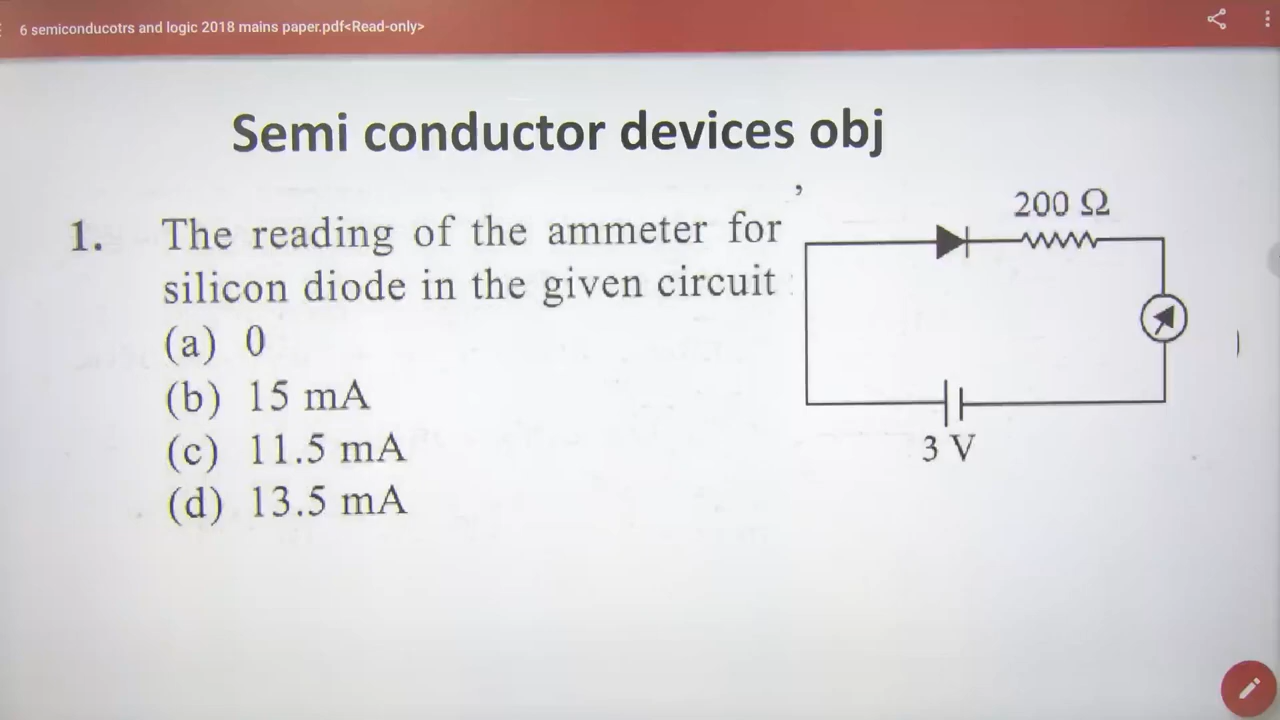 6 semiconducotrs and logic 2018 mains paper.pdf<Read-only>
Semi conductor devices obj
1. The reading of the ammeter for
silicon diode in the given circuit
(a) 0
(b) 15 mA
(c) 11.5 mA
(d) 13.5 mA
200 Ω
3 V